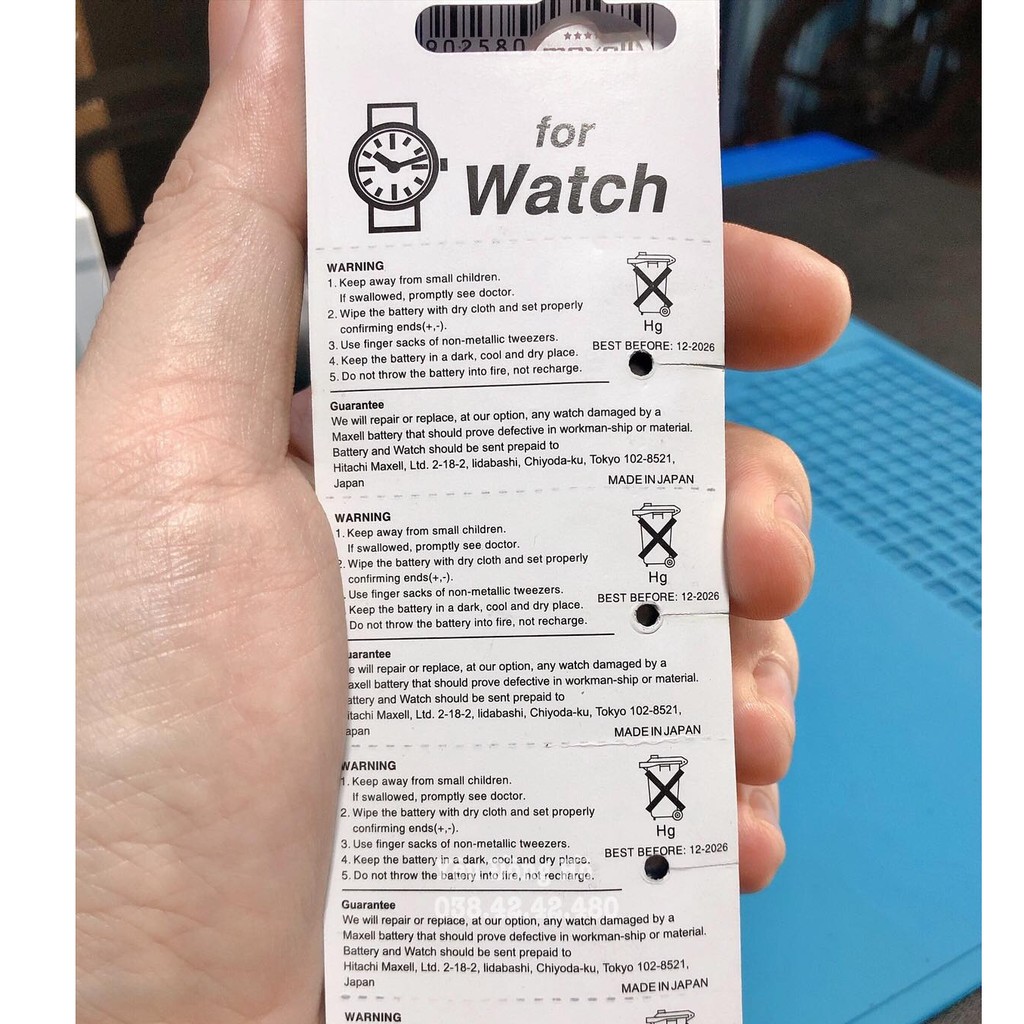 902580
maxell
for
Watch
WARNING
1. Keep away from small children.
If swallowed, promptly see doctor.
2. Wipe the battery with dry cloth and set properly
confirming ends(+,-).
3. Use finger sacks of non-metallic tweezers.
4. Keep the battery in a dark, cool and dry place.
5. Do not throw the battery into fire, not recharge.
Hg
BEST BEFORE: 12-2026
Guarantee
We will repair or replace, at our option, any watch damaged by a
Maxell battery that should prove defective in workman-ship or material.
Battery and Watch should be sent prepaid to
Hitachi Maxell, Ltd. 2-18-2, Iidabashi, Chiyoda-ku, Tokyo 102-8521,
Japan
MADE IN JAPAN
WARNING
1. Keep away from small children.
If swallowed, promptly see doctor.
2. Wipe the battery with dry cloth and set properly
confirming ends(+,-).
Use finger sacks of non-metallic tweezers.
Keep the battery in a dark, cool and dry place.
Do not throw the battery into fire, not recharge.
Hg
BEST BEFORE: 12-2026
uarantee
e will repair or replace, at our option, any watch damaged by a
axell battery that should prove defective in workman-ship or material.
attery and Watch should be sent prepaid to
itachi Maxell, Ltd. 2-18-2, Iidabashi, Chiyoda-ku, Tokyo 102-8521,
apan
MADE IN JAPAN
WARNING
1. Keep away from small children.
If swallowed, promptly see doctor.
2. Wipe the battery with dry cloth and set properly
confirming ends(+,-).
3. Use finger sacks of non-metallic tweezers.
4. Keep the battery in a dark, cool and dry place.
5. Do not throw the battery into fire, not recharge.
Hg
BEST BEFORE: 12-2026
038.42.42.480
Guarantee
We will repair or replace, at our option, any watch damaged by a
Maxell battery that should prove defective in workman-ship or material.
Battery and Watch should be sent prepaid to
Hitachi Maxell, Ltd. 2-18-2, Iidabashi, Chiyoda-ku, Tokyo 102-8521,
Japan
MADE IN JAPAN
WARNING